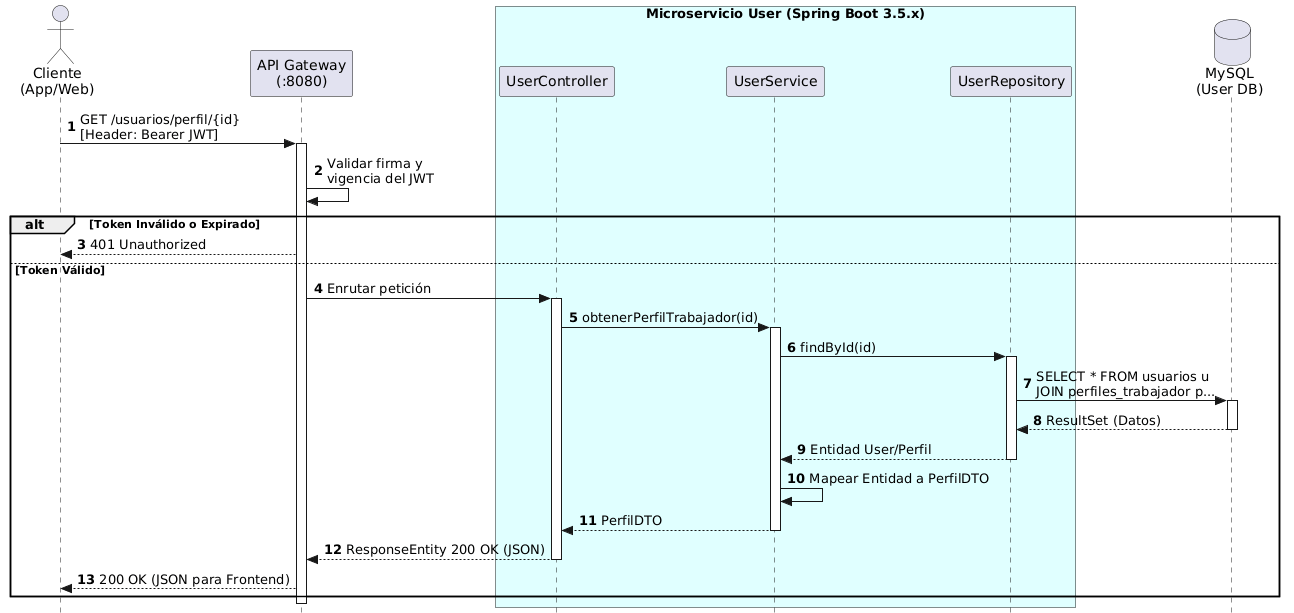 Microservicio User (Spring Boot 3.5.x)
Cliente
(App/Web)
API Gateway
(:8080)
UserController
UserService
UserRepository
MySQL
(User DB)
1 GET /usuarios/perfil/{id}
[Header: Bearer JWT]
2 Validar firma y
vigencia del JWT
alt [Token Inválido o Expirado]
3 401 Unauthorized
[Token Válido]
4 Enrutar petición
5 obtenerPerfilTrabajador(id)
6 findById(id)
7 SELECT * FROM usuarios u
JOIN perfiles_trabajador p...
8 ResultSet (Datos)
9 Entidad User/Perfil
10 Mapear Entidad a PerfilDTO
11 PerfilDTO
12 ResponseEntity 200 OK (JSON)
13 200 OK (JSON para Frontend)